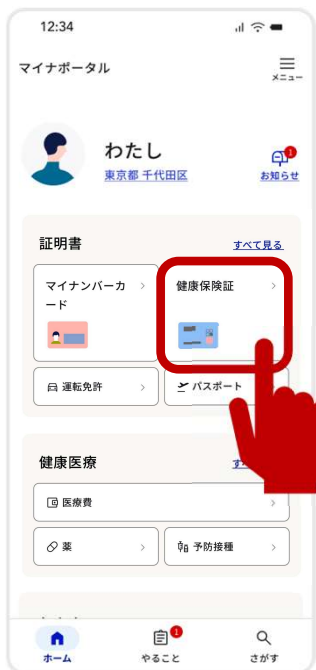 12:34
マイナポータル
メニュー
わたし
東京都 千代田区
1
お知らせ
証明書
すべて見る
マイナンバーカ
ード
健康保険証
運転免許
パスポート
健康医療
す
医療費
薬
予防接種
1
ホーム
やること
さがす